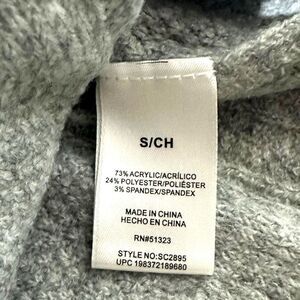 S/CH
73% ACRYLIC/ACRÍLICO
24% POLYESTER/POLIÉSTER
3% SPANDEX/SPANDEX
MADE IN CHINA
HECHO EN CHINA
RN#51323
STYLE NO:SC2895
UPC 198372189680